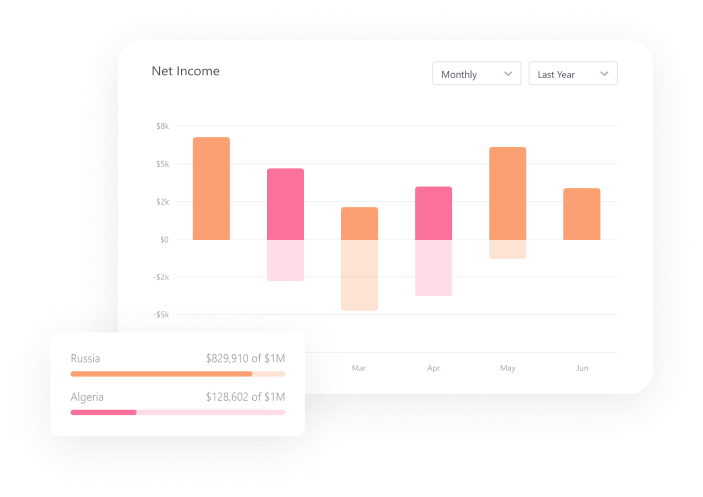 Net Income
Monthly
Last Year
$8k
$5k
$2k
$0
-$2k
-$5k
Mar
Apr
May
Jun
Russia
$829,910 of $1M
Algeria
$128,602 of $1M